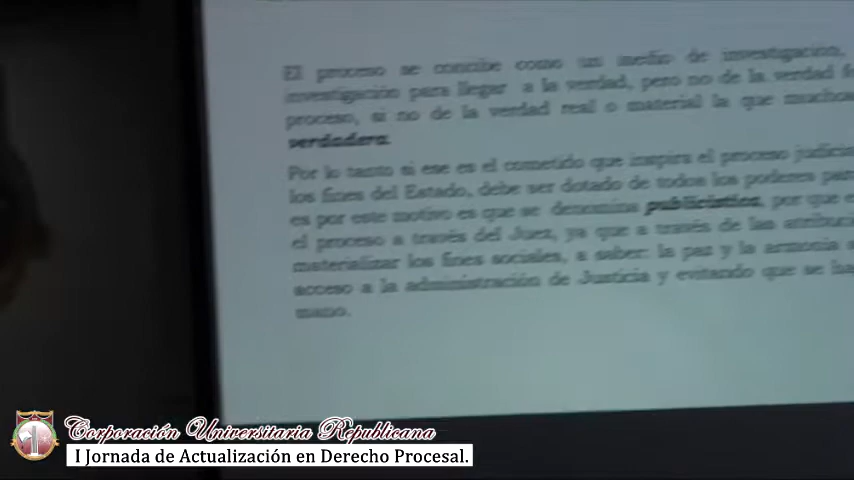 El proceso se concibe como un medio de investigación,
investigación para llegar a la verdad, pero no de la verdad
proceso, si no de la verdad real o material la que
verdadera.
Por lo tanto si ese es el cometido que inspira el proceso
los fines del Estado, debe ser dotado de todos los poderes
es por este motivo es que se denomina publicístico, por que
el proceso a través del Juez, ya que a través de las
materializar los fines sociales, a saber: la paz y la armonía
acceso a la administración de Justicia y evitando que se
mano.
Corporación Universitaria Republicana
I Jornada de Actualización en Derecho Procesal.